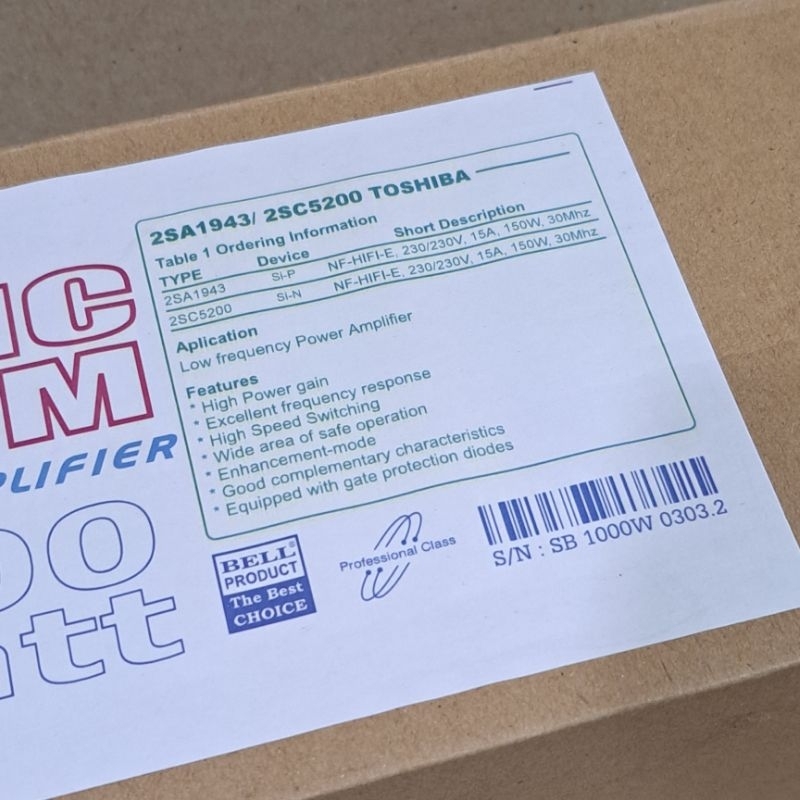 2SA1943/ 2SC5200 TOSHIBA
Table 1 Ordering Information
TYPE Device Short Description
2SA1943 Si-P NF-HIFI-E, 230/230V, 15A, 150W, 30Mhz
2SC5200 Si-N NF-HIFI-E, 230/230V, 15A, 150W, 30Mhz
Aplication
Low frequency Power Amplifier
Features
* High Power gain
* Excellent frequency response
* High Speed Switching
* Wide area of safe operation
* Enhancement-mode
* Good complementary characteristics
* Equipped with gate protection diodes
IC
M
PLIFIER
00
att
BELL
PRODUCT
The Best
CHOICE
Professional Class
S/N : SB 1000W 0303.2